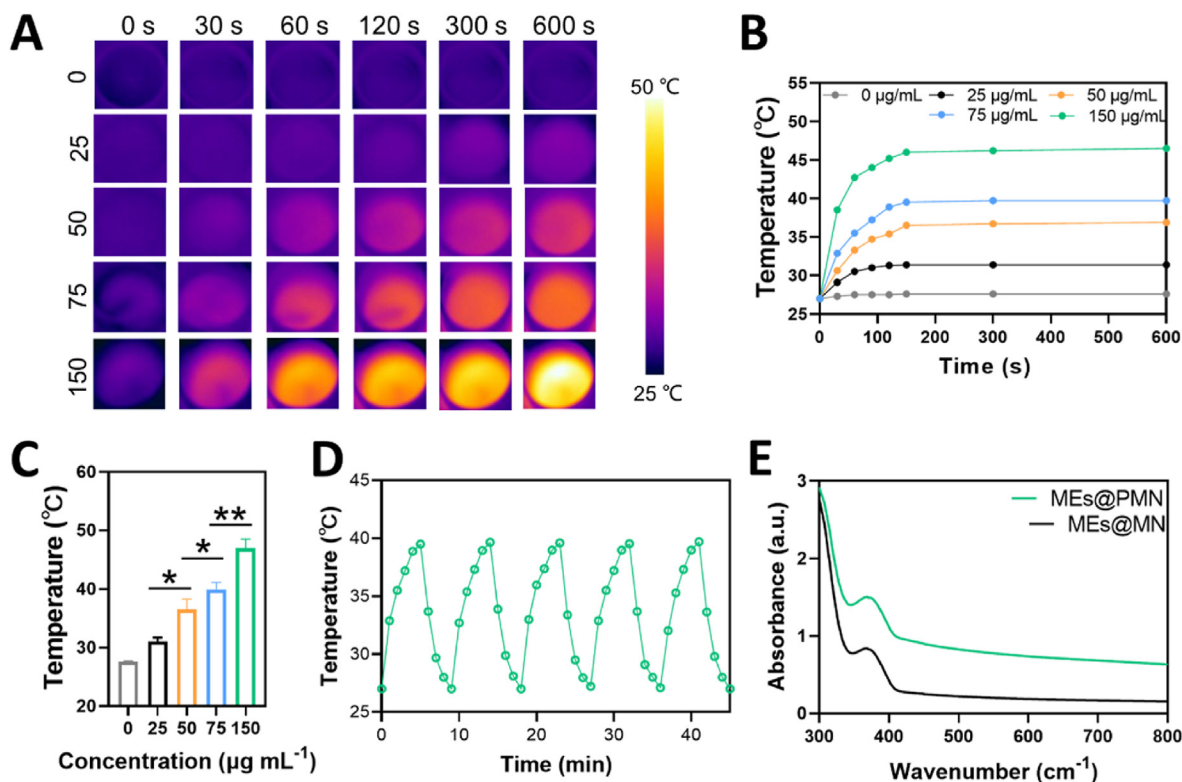 A
0 s 30 s 60 s 120 s 300 s 600 s
0
25
50
75
150
50 ℃
25 ℃
B
Temperature (℃)
55
50
45
40
35
30
25
0 µg/mL 25 µg/mL 50 µg/mL
75 µg/mL 150 µg/mL
0 100 200 300 400 500 600
Time (s)
C
Temperature (℃)
60
50
40
30
20
* * **
0 25 50 75 150
Concentration (µg mL⁻¹)
D
Temperature (℃)
45
40
35
30
25
0 10 20 30 40
Time (min)
E
Absorbance (a.u.)
3
2
1
0
MEs@PMN
MEs@MN
300 400 500 600 700 800
Wavenumber (cm⁻¹)